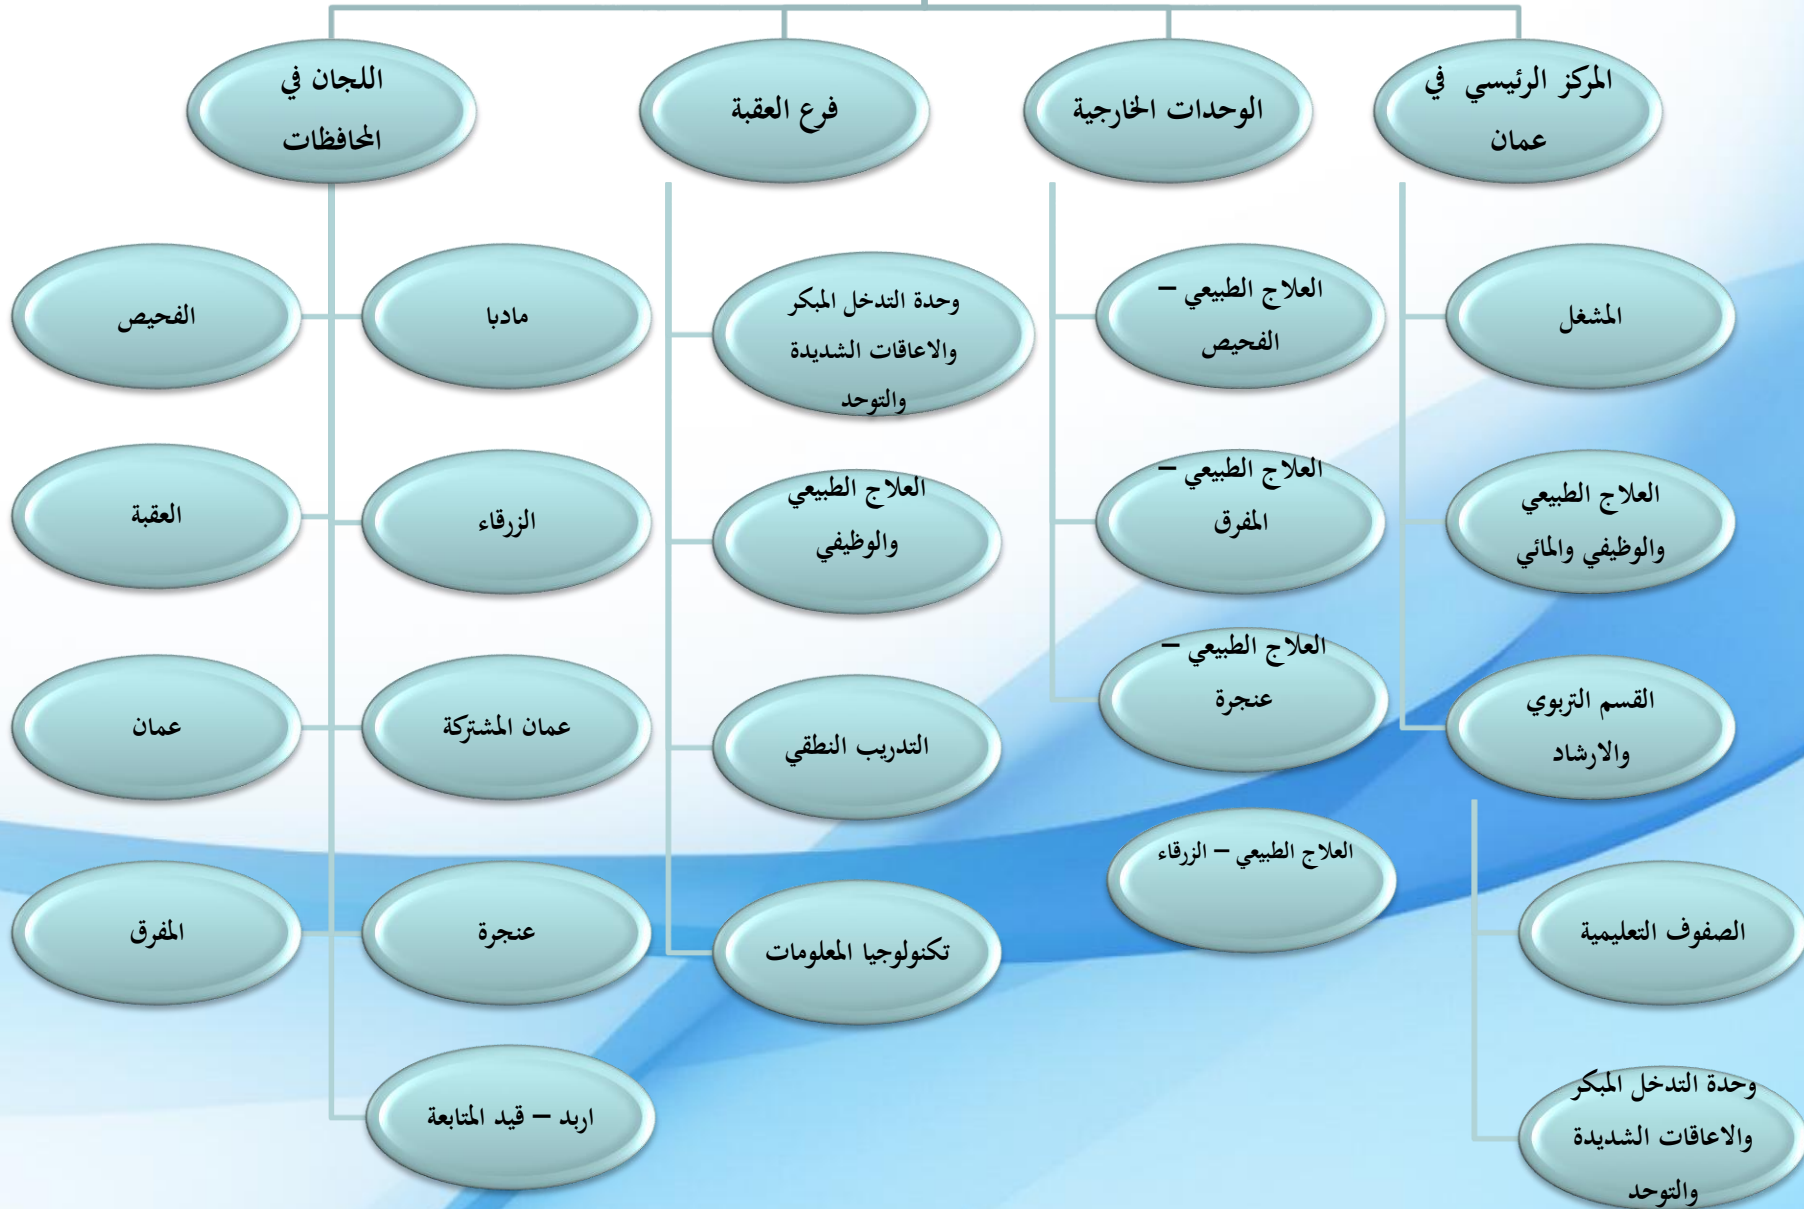 المركز الرئيسي في
عمان
الوحدات الخارجية
فرع العقبة
اللجان في
المحافظات
المشغل
العلاج الطبيعي
والوظيفي والمائي
القسم التربوي
والارشاد
الصفوف التعليمية
وحدة التدخل المبكر
والاعاقات الشديدة
والتوحد
العلاج الطبيعي –
الفحيص
العلاج الطبيعي –
المفرق
العلاج الطبيعي –
عنجرة
العلاج الطبيعي – الزرقاء
وحدة التدخل المبكر
والاعاقات الشديدة
والتوحد
العلاج الطبيعي
والوظيفي
التدريب النطقي
تكنولوجيا المعلومات
مادبا
الفحيص
الزرقاء
العقبة
عمان المشتركة
عمان
عنجرة
المفرق
اربد – قيد المتابعة